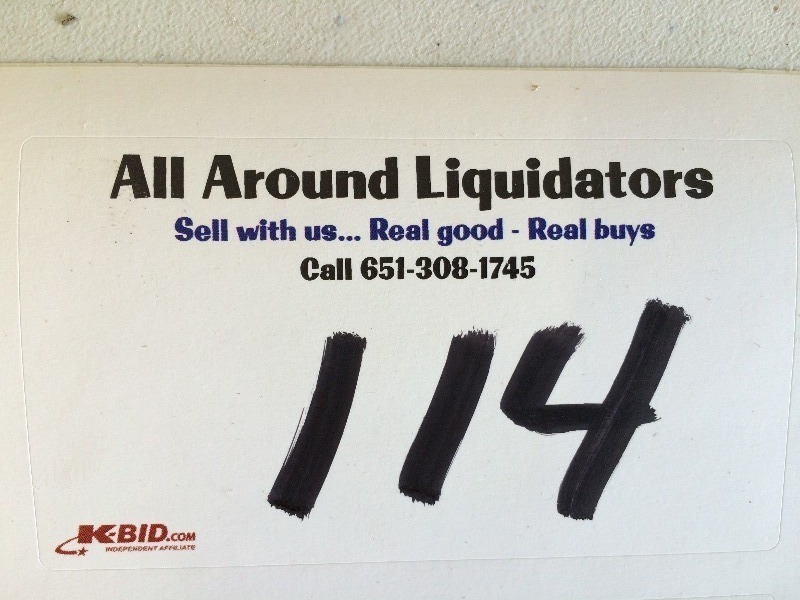 All Around Liquidators
Sell with us... Real good - Real buys
Call 651-308-1745
114
K-BID.COM
INDEPENDENT AFFILIATE